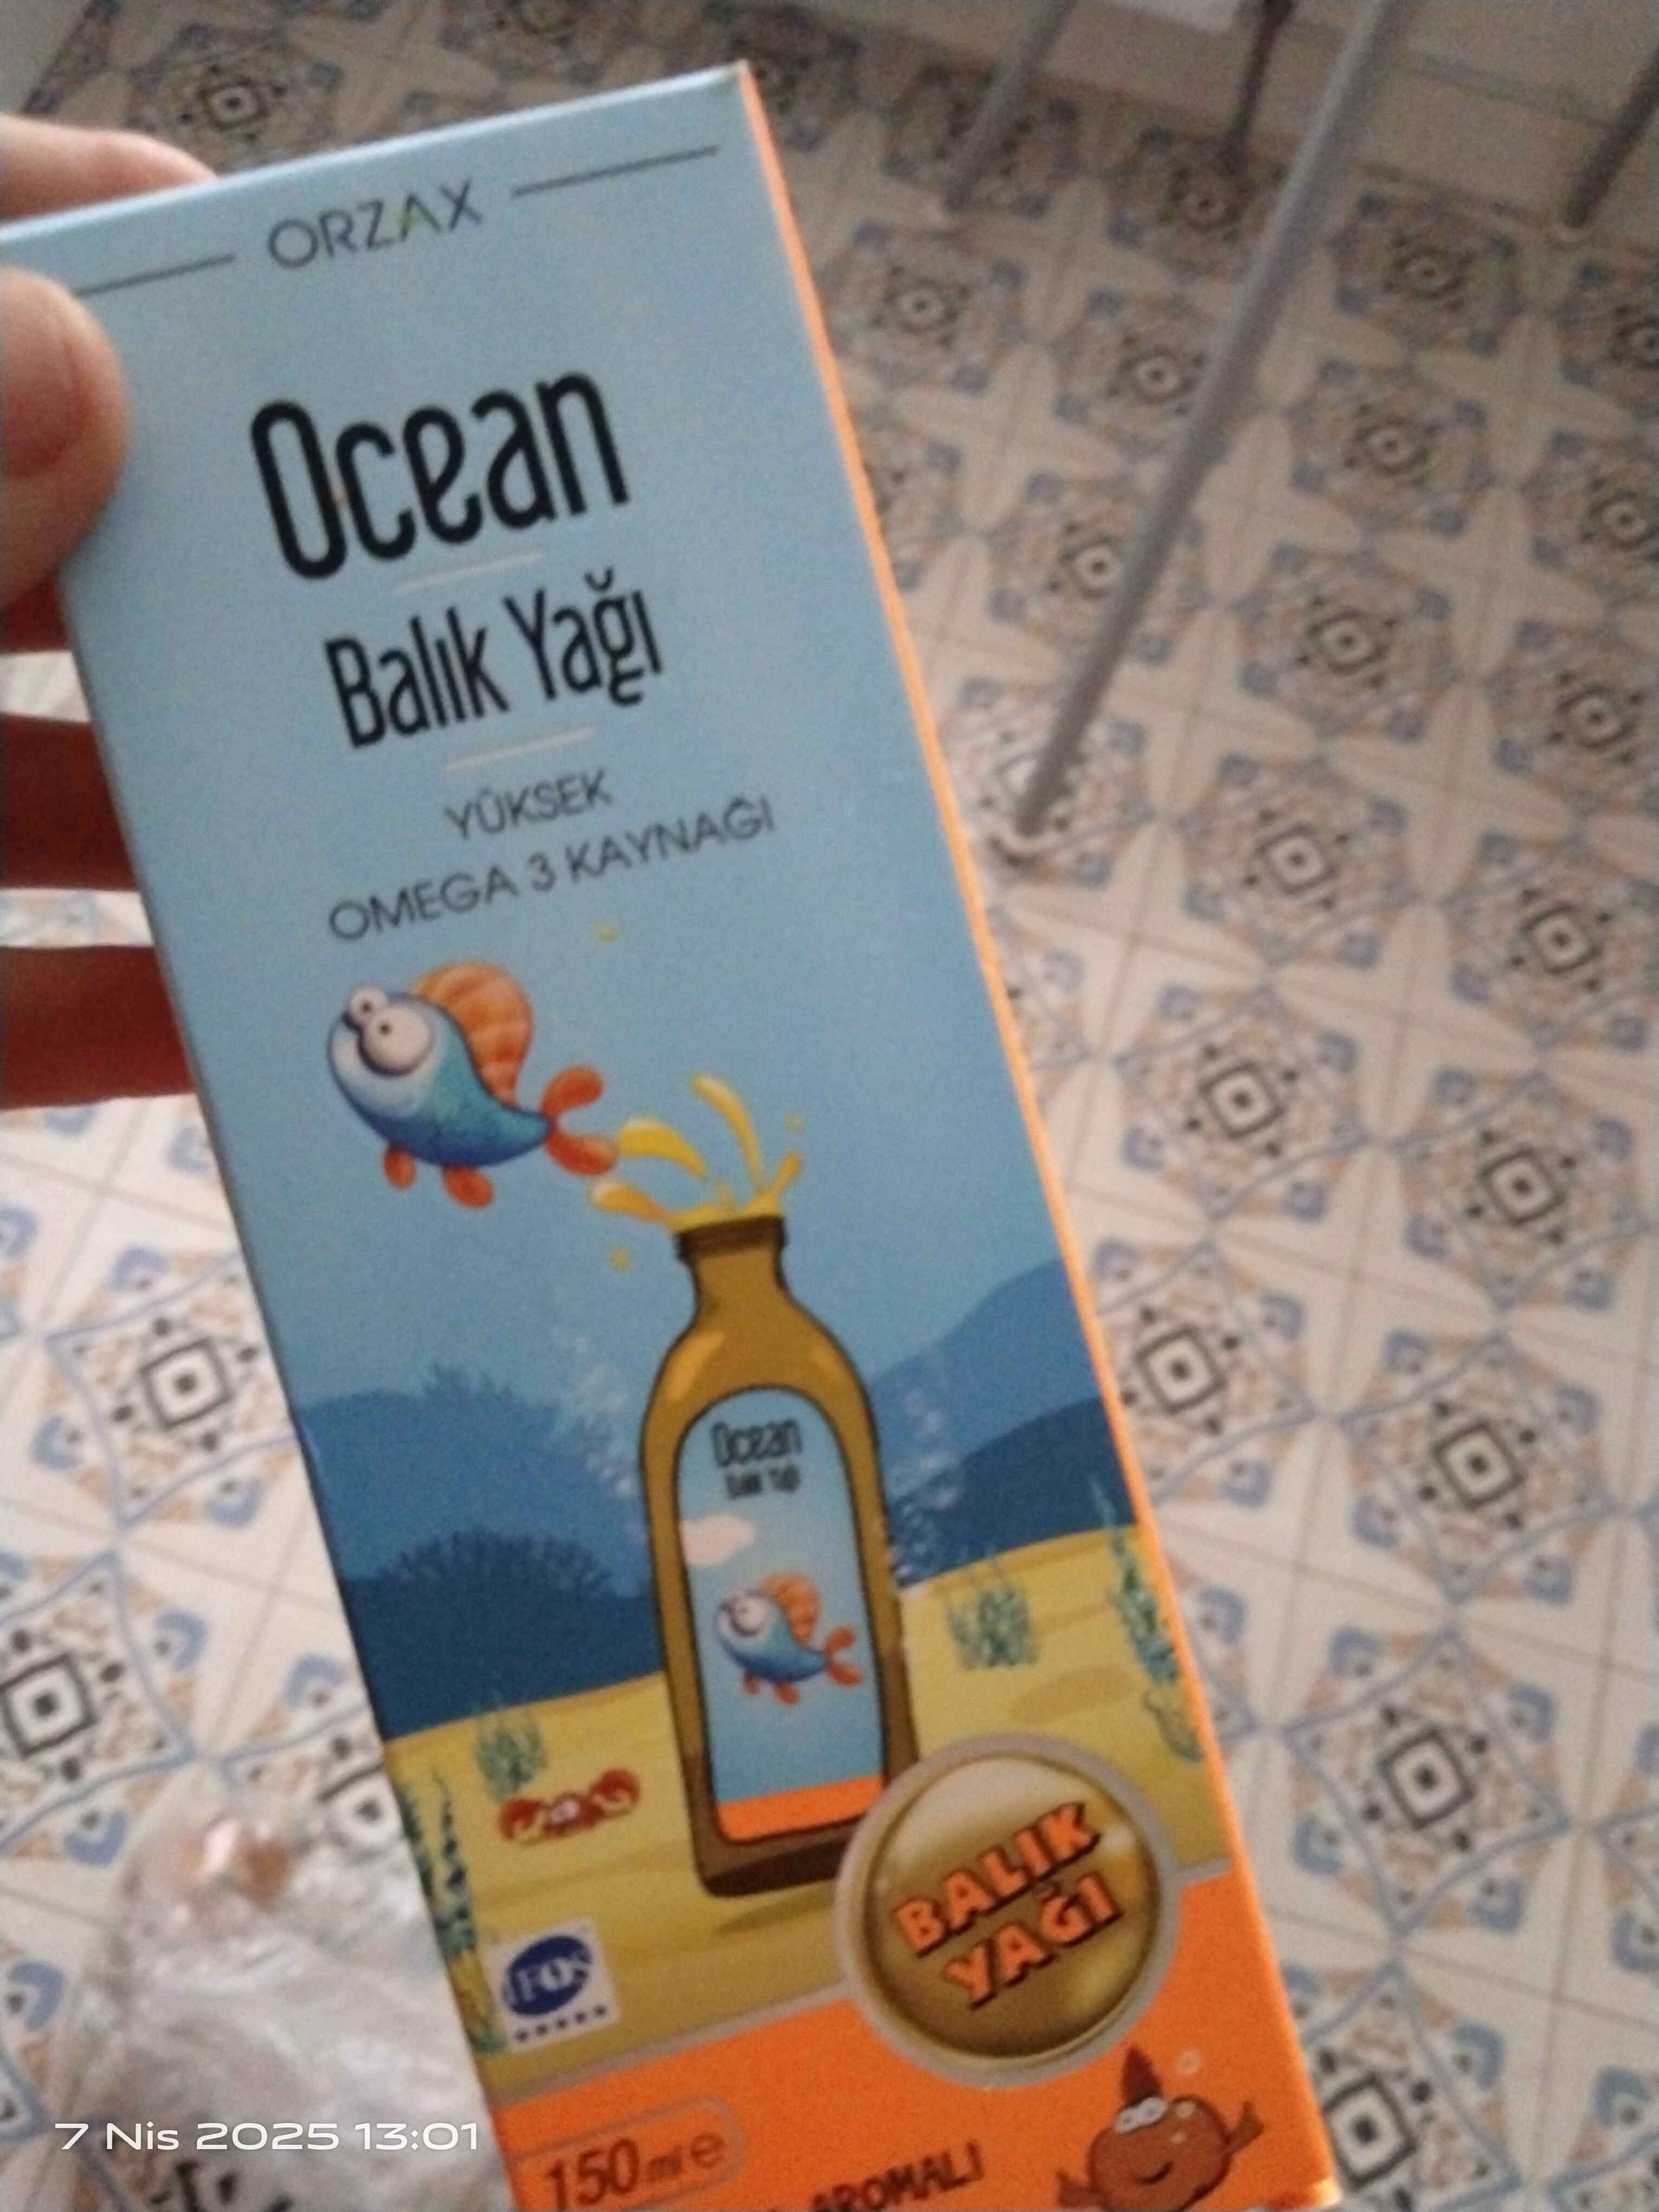 ORZAX
Ocean
Balık Yağı
YÜKSEK
OMEGA 3 KAYNAĞI
Ocean
Balık Yağı
BALIK
YAĞI
IFOS
150 ml e
AROMALI
7 Nis 2025 13:01